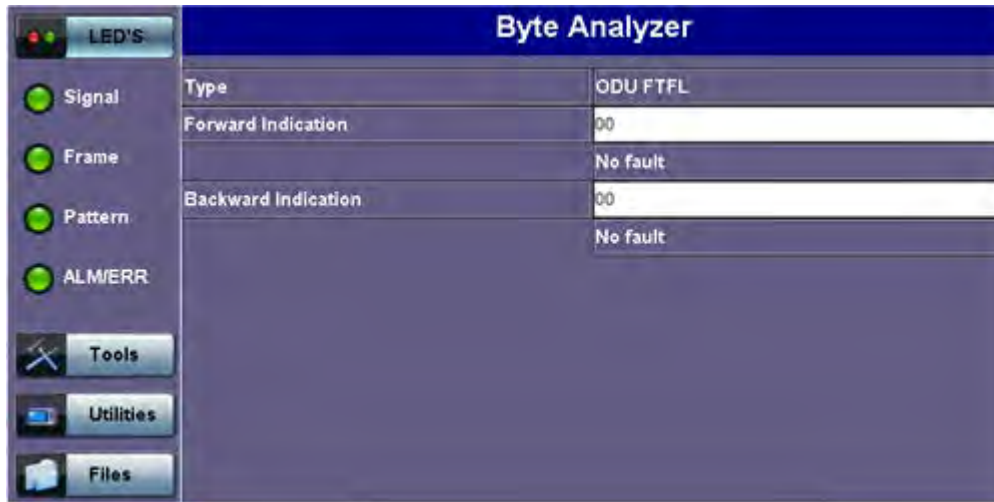 LED'S
Byte Analyzer
Signal
Frame
Pattern
ALM/ERR
Tools
Utilities
Files
Type ODU FTFL
Forward Indication 00
No fault
Backward Indication 00
No fault